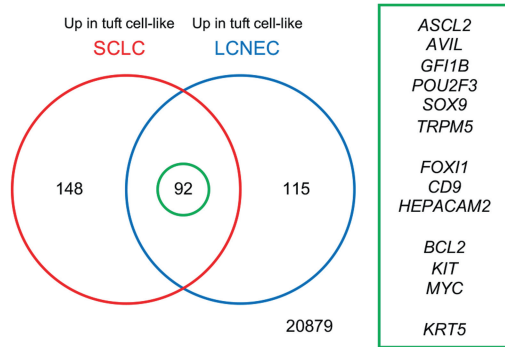 Up in tuft cell-like Up in tuft cell-like
SCLC LCNEC
148 92 115
20879
ASCL2
AVIL
GFI1B
POU2F3
SOX9
TRPM5
FOXI1
CD9
HEPACAM2
BCL2
KIT
MYC
KRT5